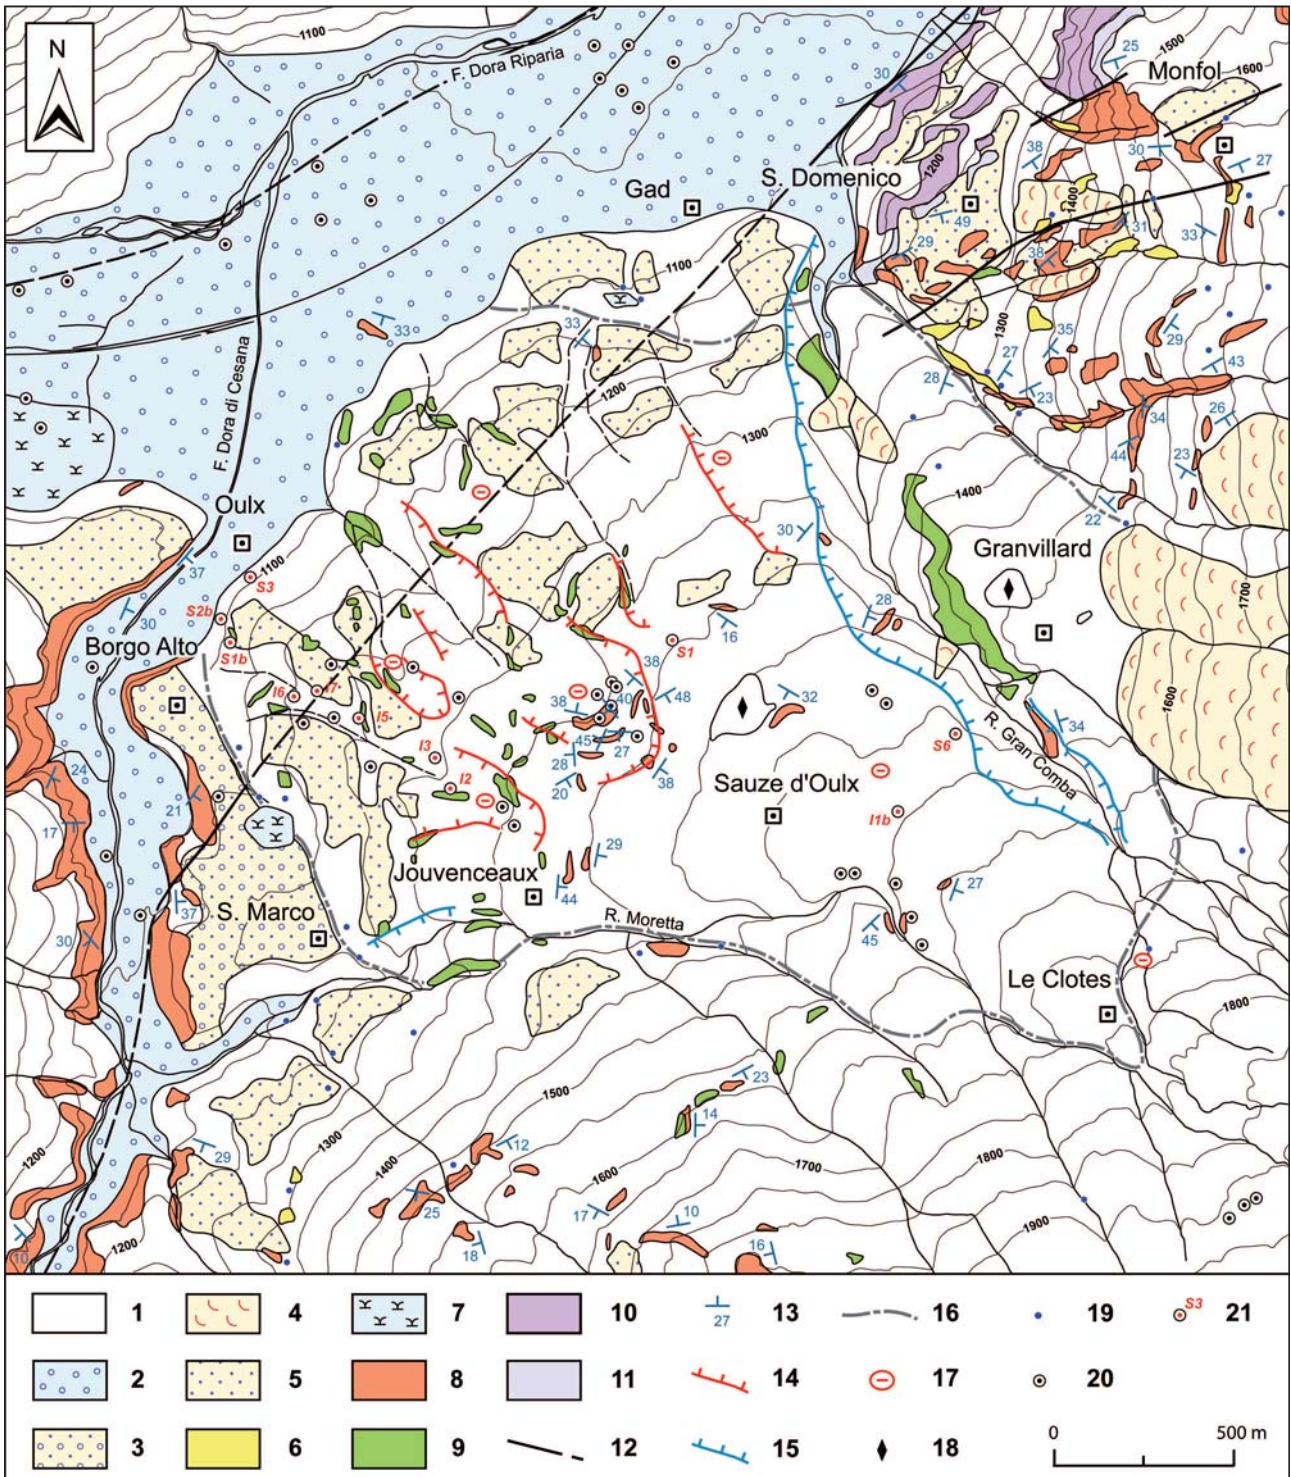 N
1100
F. Dora Riparia
25
1500
Monfol
1600
30
38
30
27
1200
S. Domenico
Gad
1400
49
31
33
29
38
1100
33
33
1300
35
29
43
27
28
23
F. Dora di Cesana
1200
34
26
1300
44
23
1400
22
Oulx
30
Granvillard
37
1100
S3
1700
30
S2b
28
16
Borgo Alto
S1b
S1
38
I7
48
32
1600
I6
38
40
I5
34
R. Gran Comba
45
27
S6
I3
28
38
24
I2
20
Sauze d'Oulx
21
I1b
17
29
Jouvenceaux
27
44
37
S. Marco
R. Moretta
45
30
Le Clotes
1800
23
1500
14
1300
12
1200
29
1400
1600
1700
1800
25
17
10
1900
10
1200
18
16
1 4 7 10 27 13 16 19 S3 21
2 5 8 11 14 17 20
3 6 9 12 15 18 0 500 m